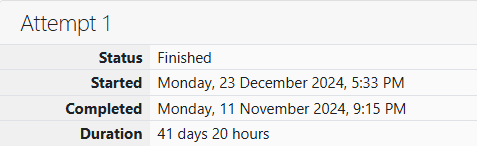 Attempt 1
Status Finished
Started Monday, 23 December 2024, 5:33 PM
Completed Monday, 11 November 2024, 9:15 PM
Duration 41 days 20 hours